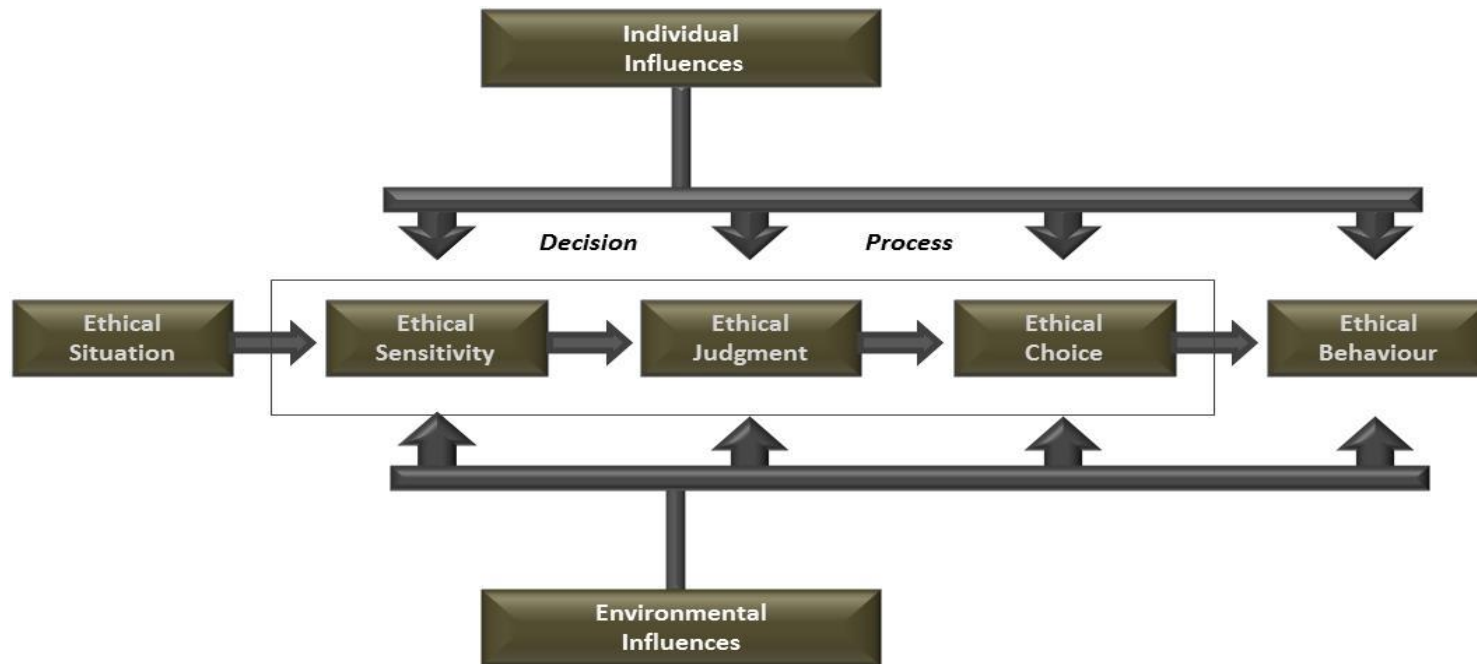 Individual
Influences
Decision Process
Ethical
Situation
Ethical
Sensitivity
Ethical
Judgment
Ethical
Choice
Ethical
Behaviour
Environmental
Influences